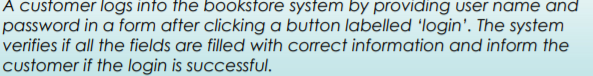 A customer logs into the bookstore system by providing user name and
password in a form after clicking a button labelled ‘login’. The system
verifies if all the fields are filled with correct information and inform the
customer if the login is successful.